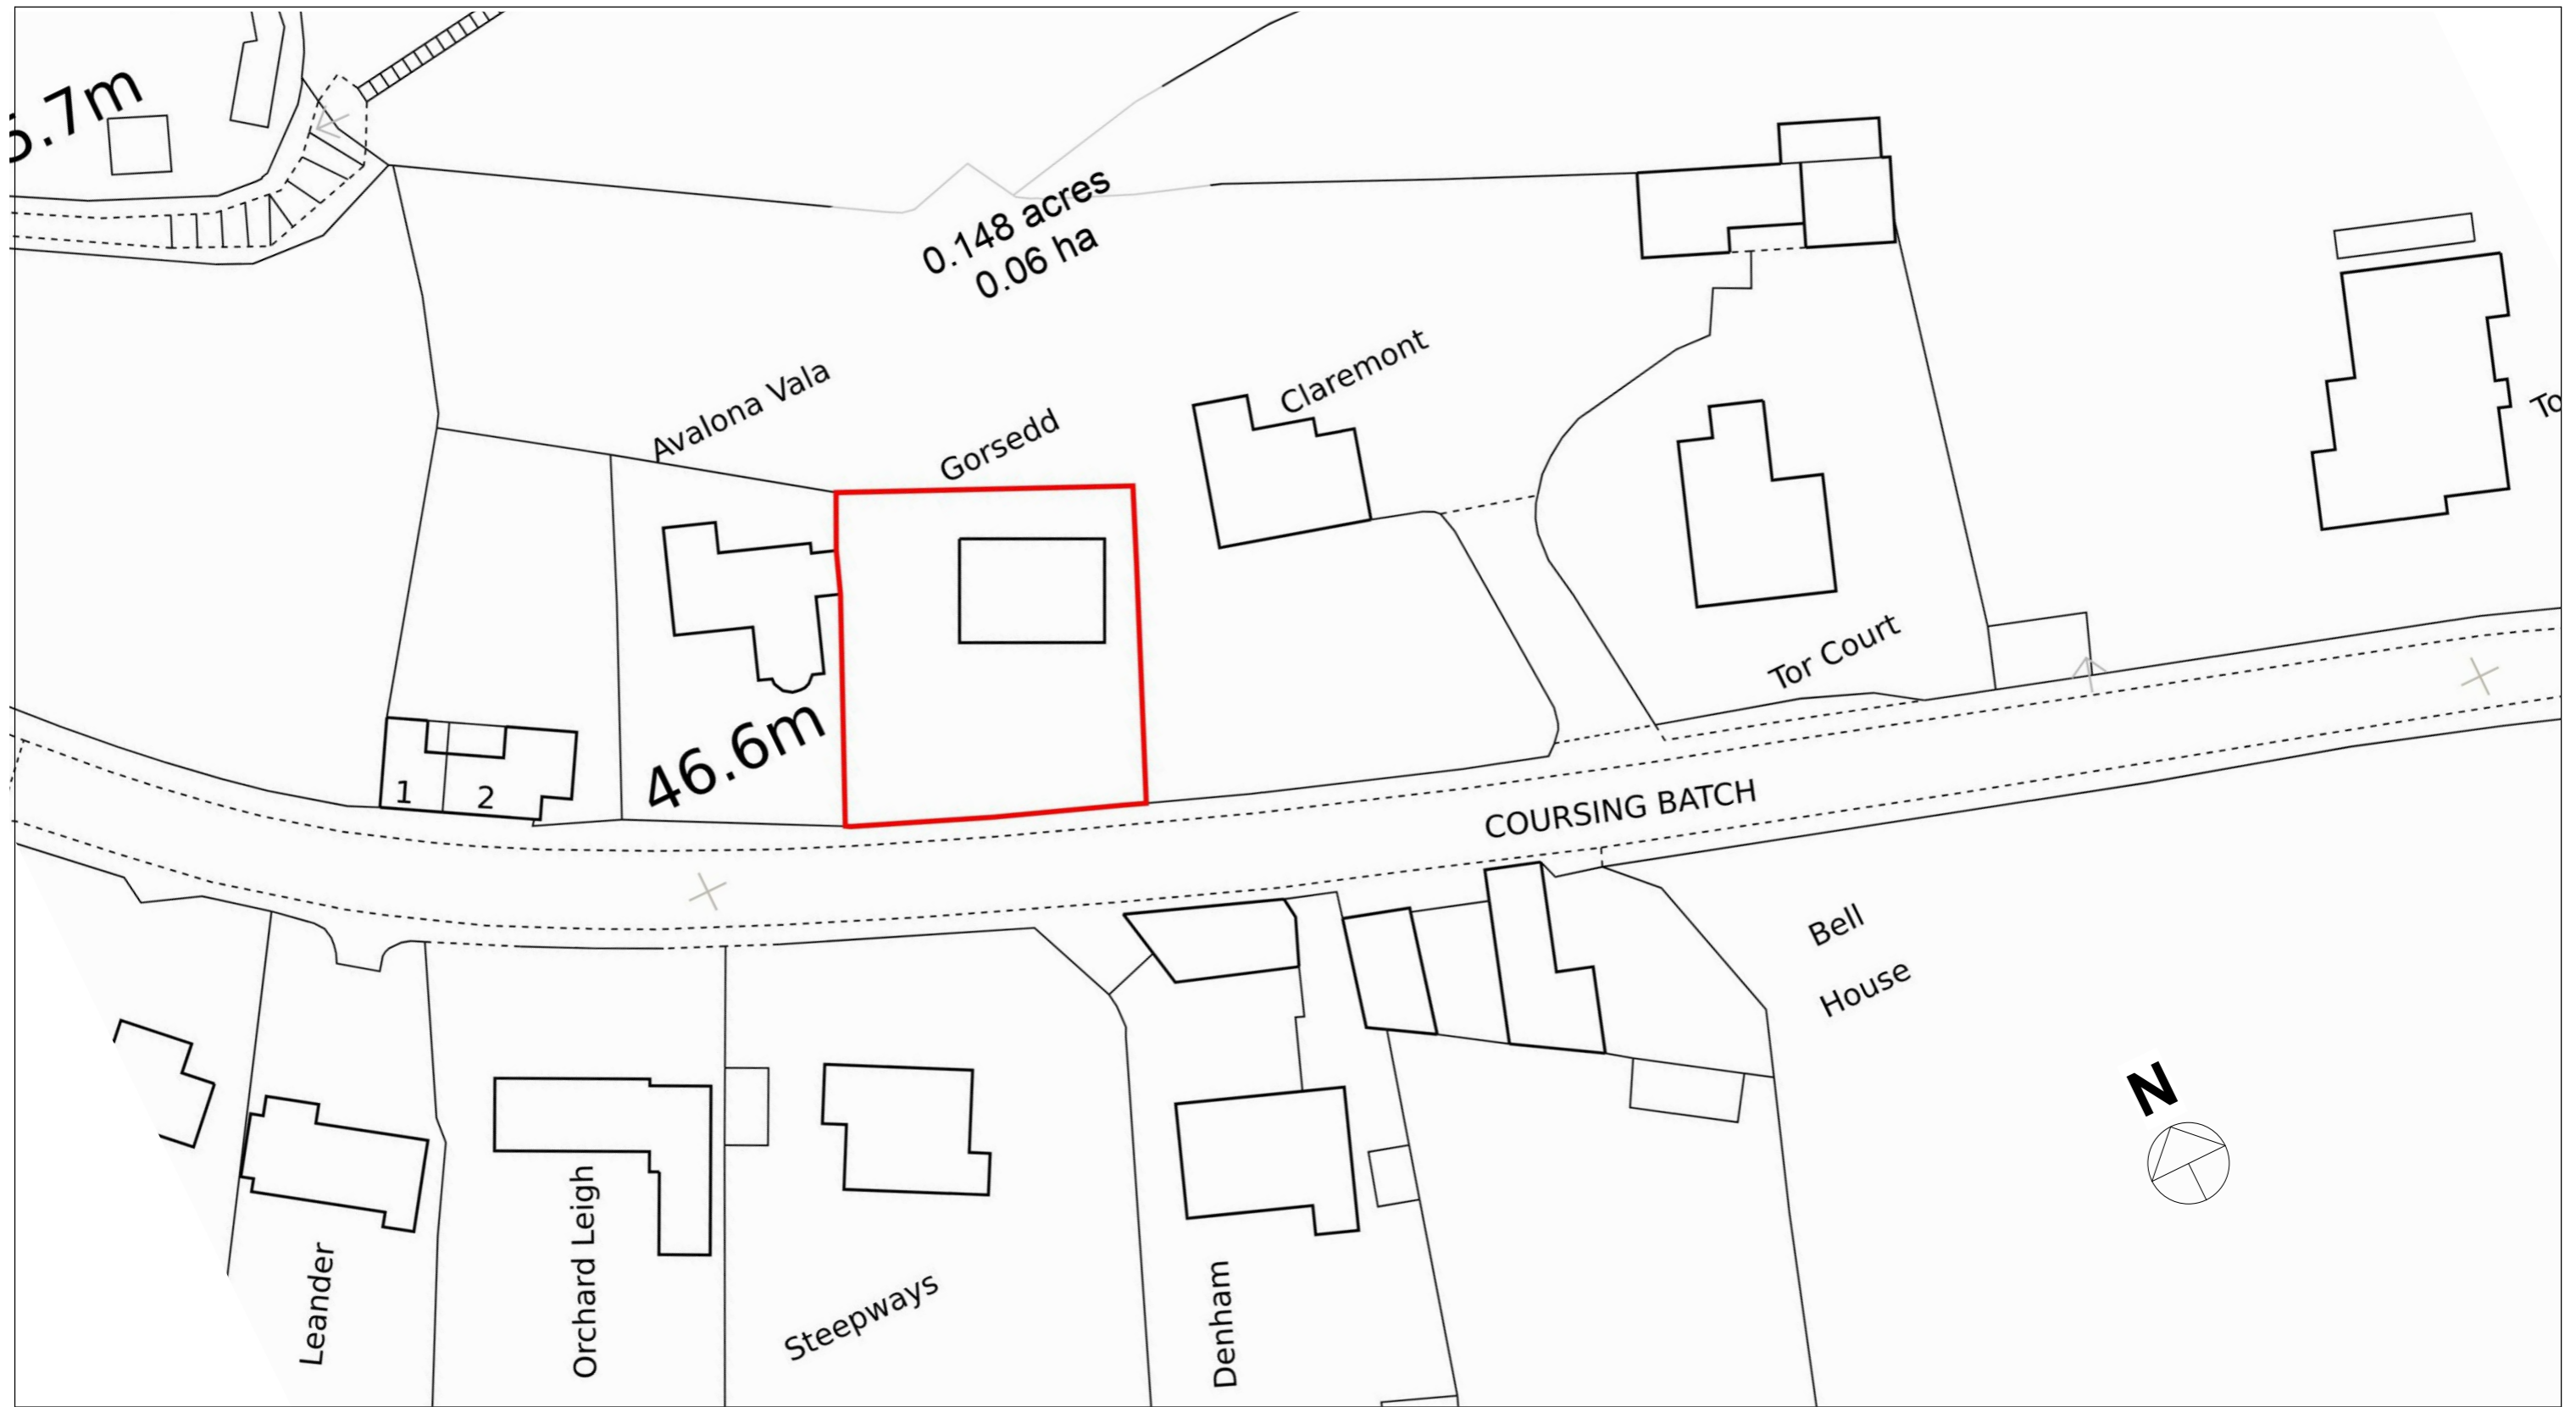 .7m
0.148 acres
0.06 ha
Avalona Vala
Gorsedd
Claremont
To
Tor Court
46.6m
1
2
COURSING BATCH
Bell
House
N
Leander
Orchard Leigh
Steepways
Denham